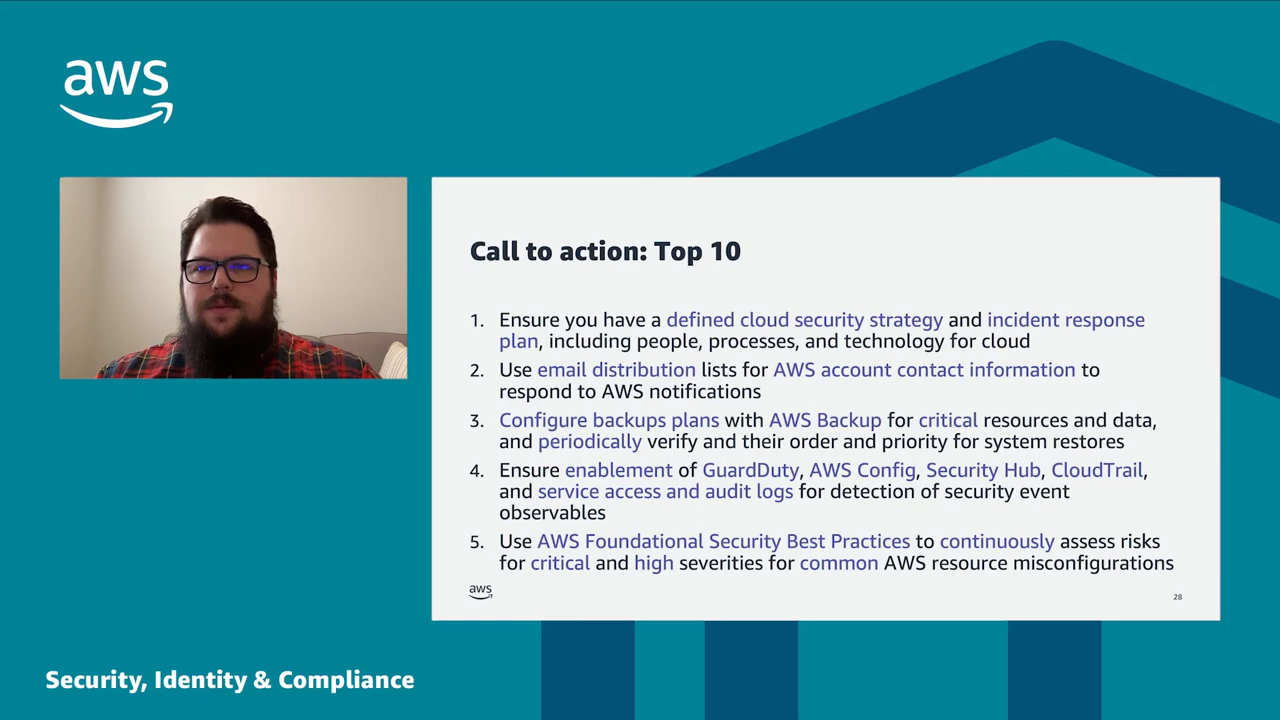 aws
Call to action: Top 10
1. Ensure you have a defined cloud security strategy and incident response
plan, including people, processes, and technology for cloud
2. Use email distribution lists for AWS account contact information to
respond to AWS notifications
3. Configure backups plans with AWS Backup for critical resources and data,
and periodically verify and their order and priority for system restores
4. Ensure enablement of GuardDuty, AWS Config, Security Hub, CloudTrail,
and service access and audit logs for detection of security event
observables
5. Use AWS Foundational Security Best Practices to continuously assess risks
for critical and high severities for common AWS resource misconfigurations
aws
28
Security, Identity & Compliance